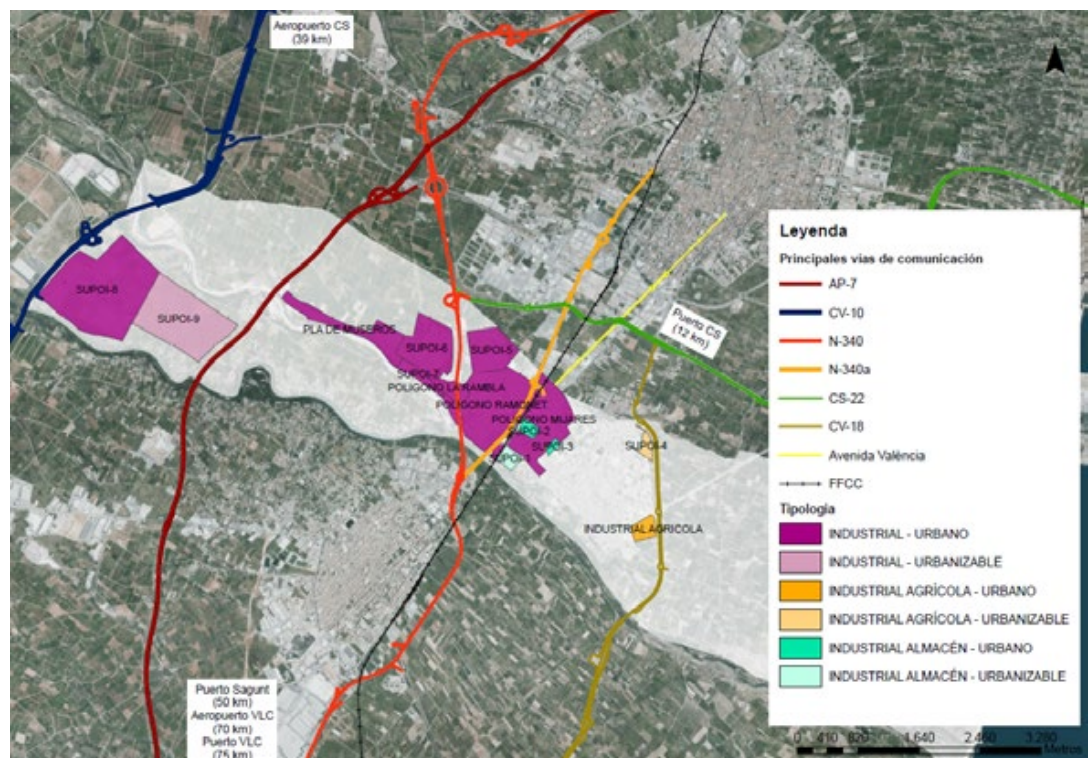 Aeropuerto CS
(39 km)
Leyenda
Principales vías de comunicación
AP-7
CV-10
N-340
N-340a
CS-22
CV-18
Avenida València
FFCC
Tipología
INDUSTRIAL - URBANO
INDUSTRIAL - URBANIZABLE
INDUSTRIAL AGRÍCOLA - URBANO
INDUSTRIAL AGRÍCOLA - URBANIZABLE
INDUSTRIAL ALMACÉN - URBANO
INDUSTRIAL ALMACÉN - URBANIZABLE
0 410 820 1.640 2.460 3.280
Metros
SUPOI-8
SUPOI-9
Puerto CS
(12 km)
PLA DE MUSEROS
SUPOI-6
SUPOI-5
SUPOI-7
POLIGONO LA RAMBLA
POLIGONO RAMONET
POLIGONO MIJARES
SUPOI-2
SUPOI-3
SUPOI-4
INDUSTRIAL AGRICOLA
Puerto Sagunt
(50 km)
Aeropuerto VLC
(70 km)
Puerto VLC
(75 km)